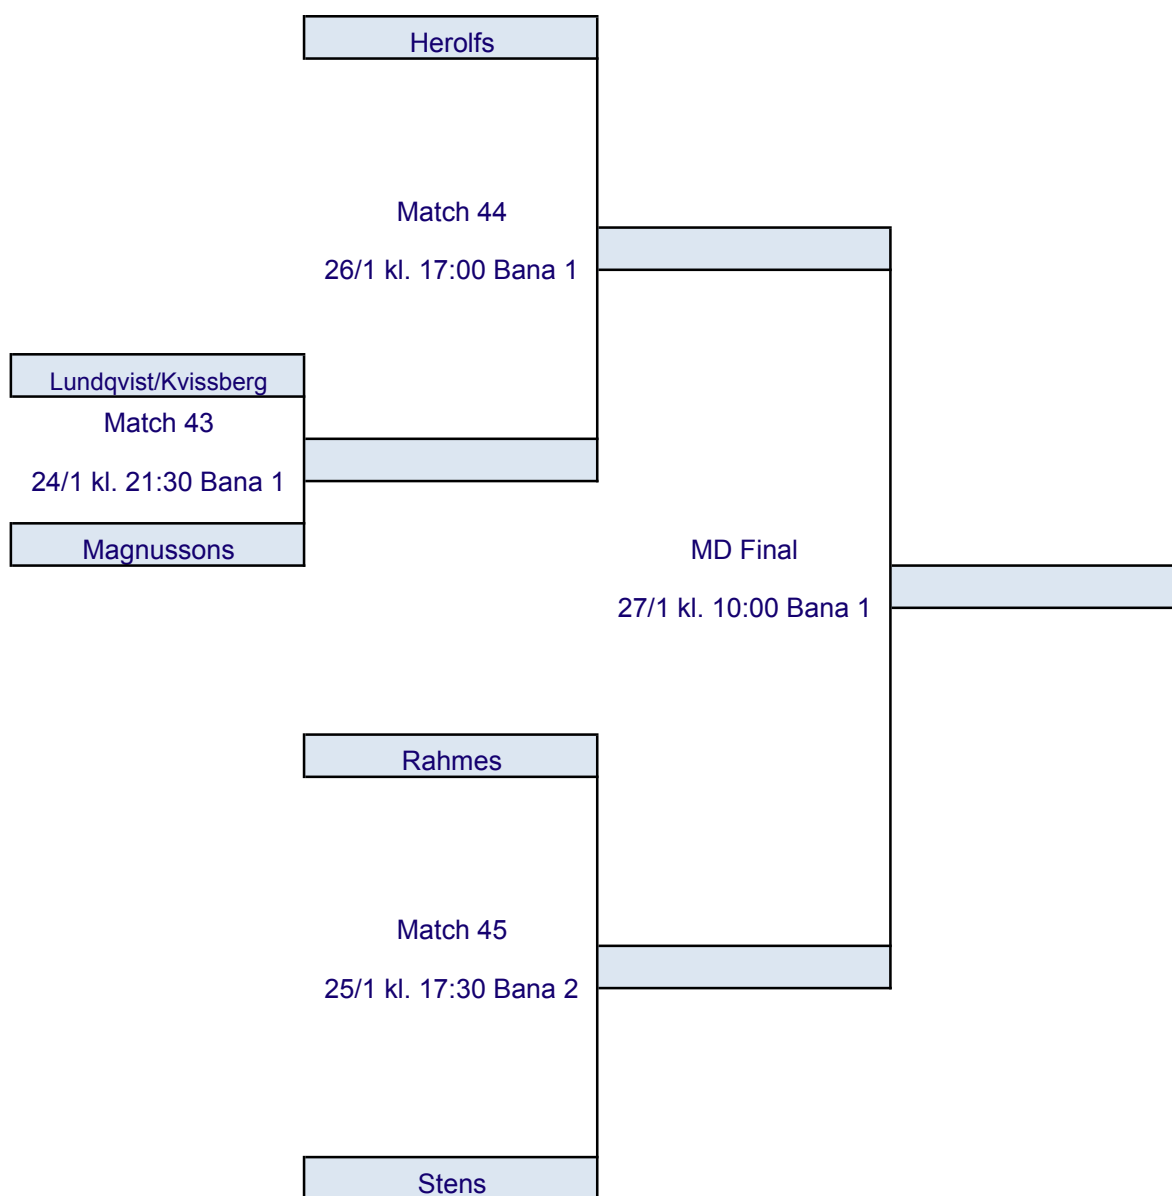 Herolfs
Match 44
26/1 kl. 17:00 Bana 1
Lundqvist/Kvissberg
Match 43
24/1 kl. 21:30 Bana 1
Magnussons
MD Final
27/1 kl. 10:00 Bana 1
Rahmes
Match 45
25/1 kl. 17:30 Bana 2
Stens